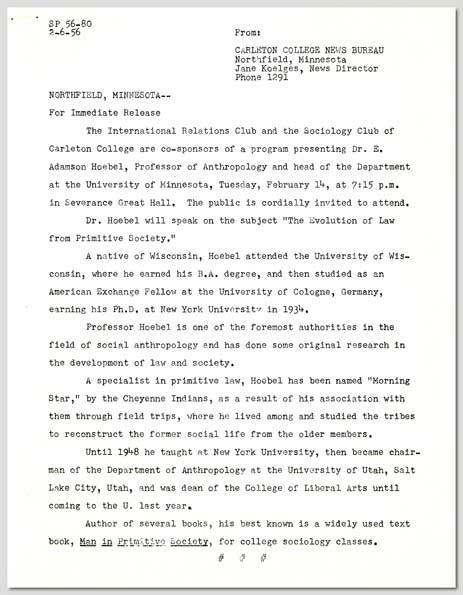 SP 56-80
2-6-56
From:
CARLETON COLLEGE NEWS BUREAU
Northfield, Minnesota
Jane Koelges, News Director
Phone 1291
NORTHFIELD, MINNESOTA--
For Immediate Release
The International Relations Club and the Sociology Club of
Carleton College are co-sponsors of a program presenting Dr. E.
Adamson Hoebel, Professor of Anthropology and head of the Department
at the University of Minnesota, Tuesday, February 14, at 7:15 p.m.
in Severance Great Hall. The public is cordially invited to attend.
Dr. Hoebel will speak on the subject "The Evolution of Law
from Primitive Society."
A native of Wisconsin, Hoebel attended the University of Wis-
consin, where he earned his B.A. degree, and then studied as an
American Exchange Fellow at the University of Cologne, Germany,
earning his Ph.D. at New York University in 1934.
Professor Hoebel is one of the foremost authorities in the
field of social anthropology and has done some original research in
the development of law and society.
A specialist in primitive law, Hoebel has been named "Morning
Star," by the Cheyenne Indians, as a result of his association with
them through field trips, where he lived among and studied the tribes
to reconstruct the former social life from the older members.
Until 1948 he taught at New York University, then became chair-
man of the Department of Anthropology at the University of Utah, Salt
Lake City, Utah, and was dean of the College of Liberal Arts until
coming to the U. last year.
Author of several books, his best known is a widely used text
book, Man in Primitive Society, for college sociology classes.
# # #